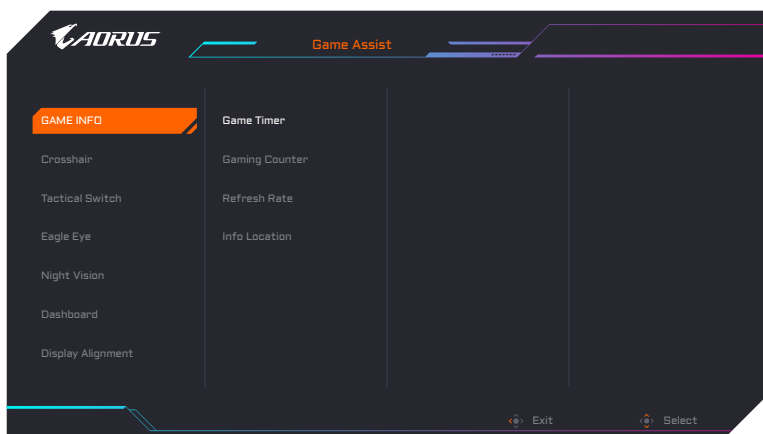 AORUS
Game Assist
GAME INFO
Crosshair
Tactical Switch
Eagle Eye
Night Vision
Dashboard
Display Alignment
Game Timer
Gaming Counter
Refresh Rate
Info Location
Exit
Select